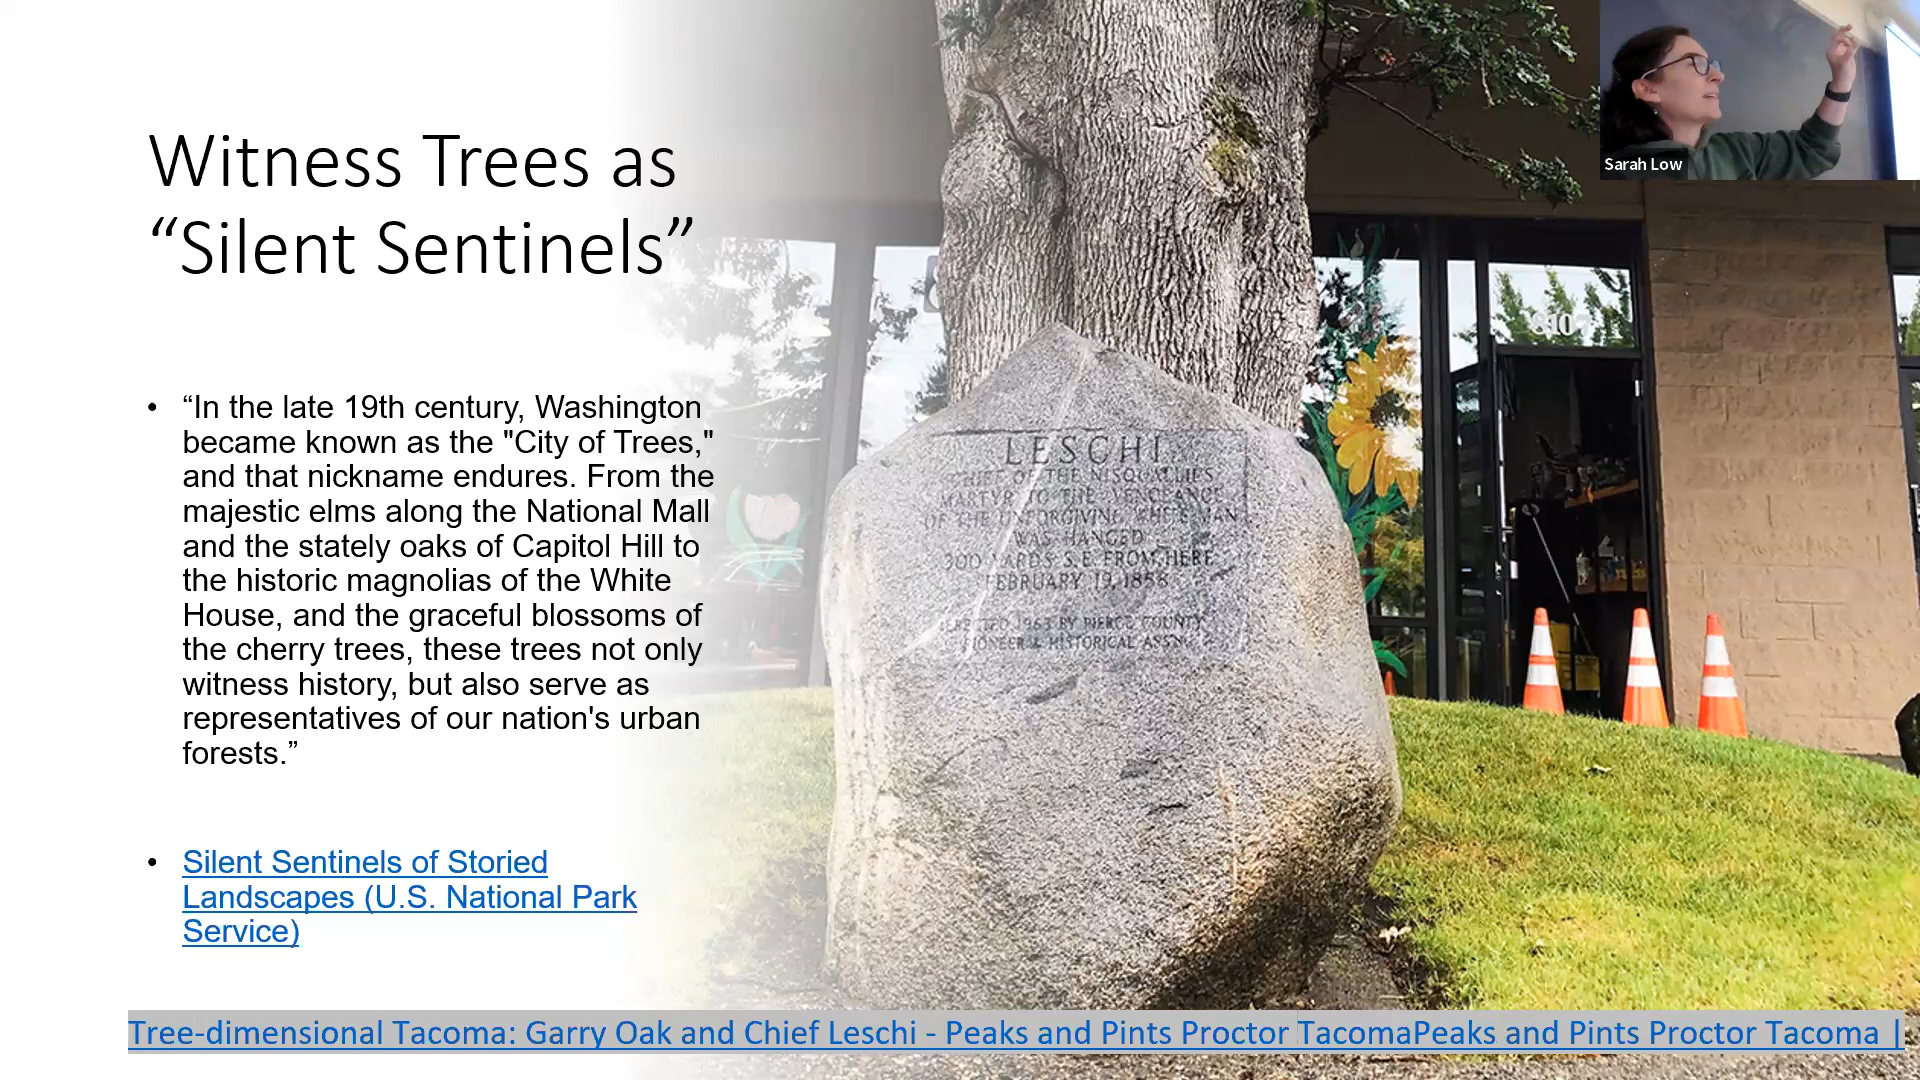 Witness Trees as
“Silent Sentinels”
• “In the late 19th century, Washington
became known as the "City of Trees,"
and that nickname endures. From the
majestic elms along the National Mall
and the stately oaks of Capitol Hill to
the historic magnolias of the White
House, and the graceful blossoms of
the cherry trees, these trees not only
witness history, but also serve as
representatives of our nation's urban
forests.”
• Silent Sentinels of Storied
Landscapes (U.S. National Park
Service)
LESCHI
CHIEF OF THE NISQUALLIES
MARTYR TO THE VENGEANCE
OF THE UNFORGIVING WHITE MAN
WAS HANGED
300 YARDS S.E. FROM HERE
FEBRUARY 19, 1858
ERECTED 1963 BY PIERCE COUNTY
PIONEER & HISTORICAL ASSN.
8107
Sarah Low
Tree-dimensional Tacoma: Garry Oak and Chief Leschi - Peaks and Pints Proctor TacomaPeaks and Pints Proctor Tacoma |